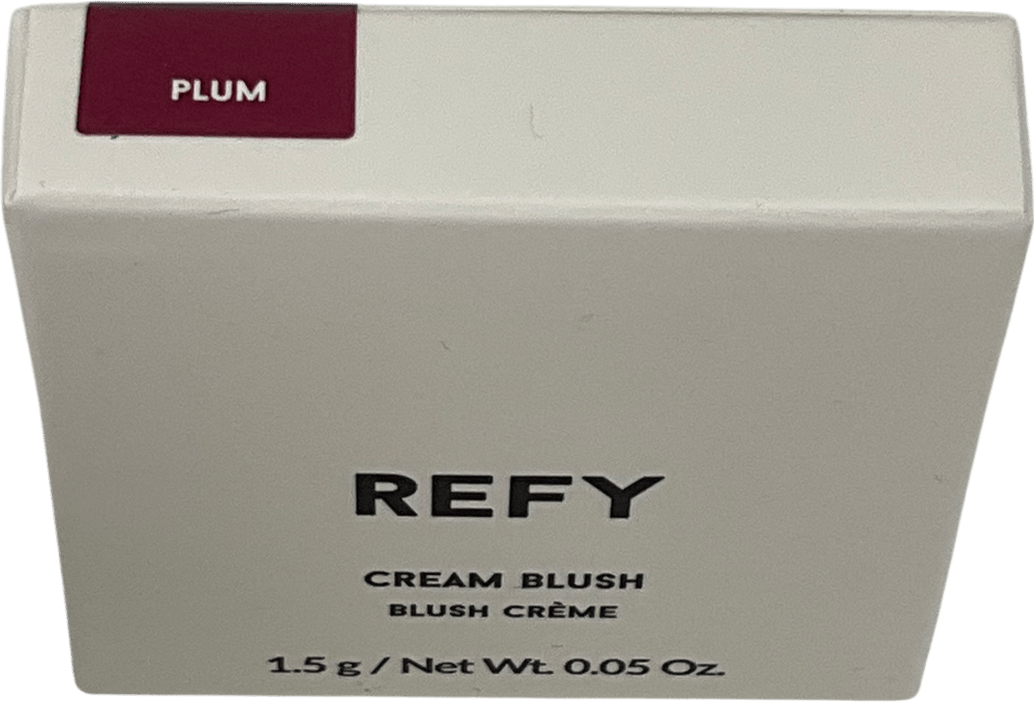 PLUM
REFY
CREAM BLUSH
BLUSH CRÈME
1.5 g / Net Wt. 0.05 Oz.